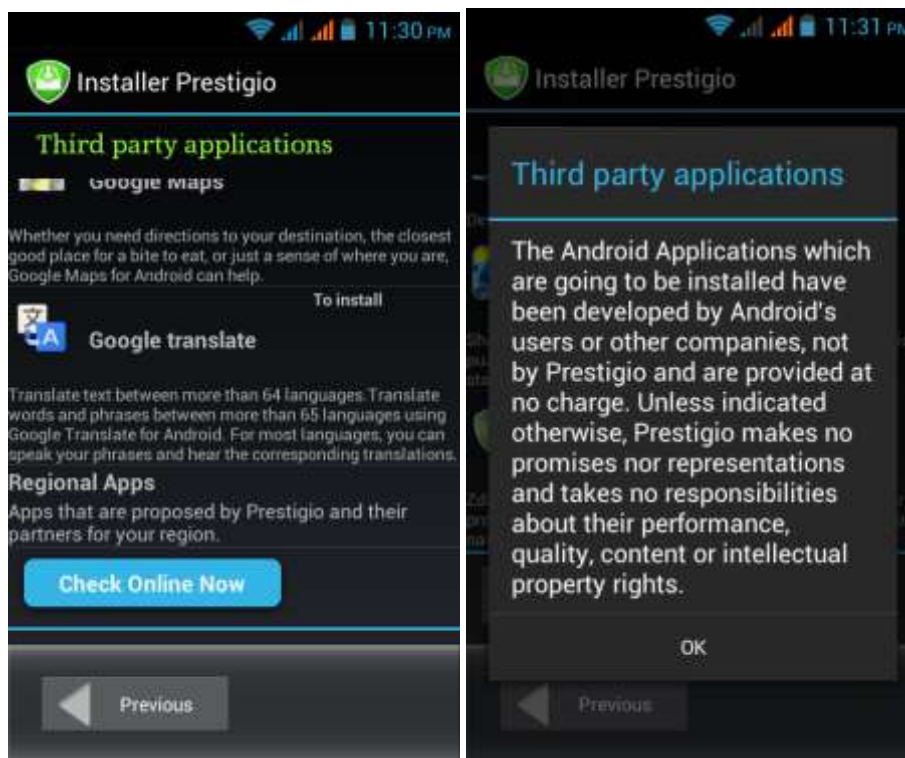 11:30 PM
Installer Prestigio
Third party applications
Google Maps
Whether you need directions to your destination, the closest
good place for a bite to eat, or just a sense of where you are,
Google Maps for Android can help.
To install
文
A
Google translate
Translate text between more than 64 languages.Translate
words and phrases between more than 65 languages using
Google Translate for Android. For most languages, you can
speak your phrases and hear the corresponding translations.
Regional Apps
Apps that are proposed by Prestigio and their
partners for your region.
Check Online Now
Previous
11:31 PM
Installer Prestigio
Third party applications
The Android Applications which
are going to be installed have
been developed by Android's
users or other companies, not
by Prestigio and are provided at
no charge. Unless indicated
otherwise, Prestigio makes no
promises nor representations
and takes no responsibilities
about their performance,
quality, content or intellectual
property rights.
OK
Previous